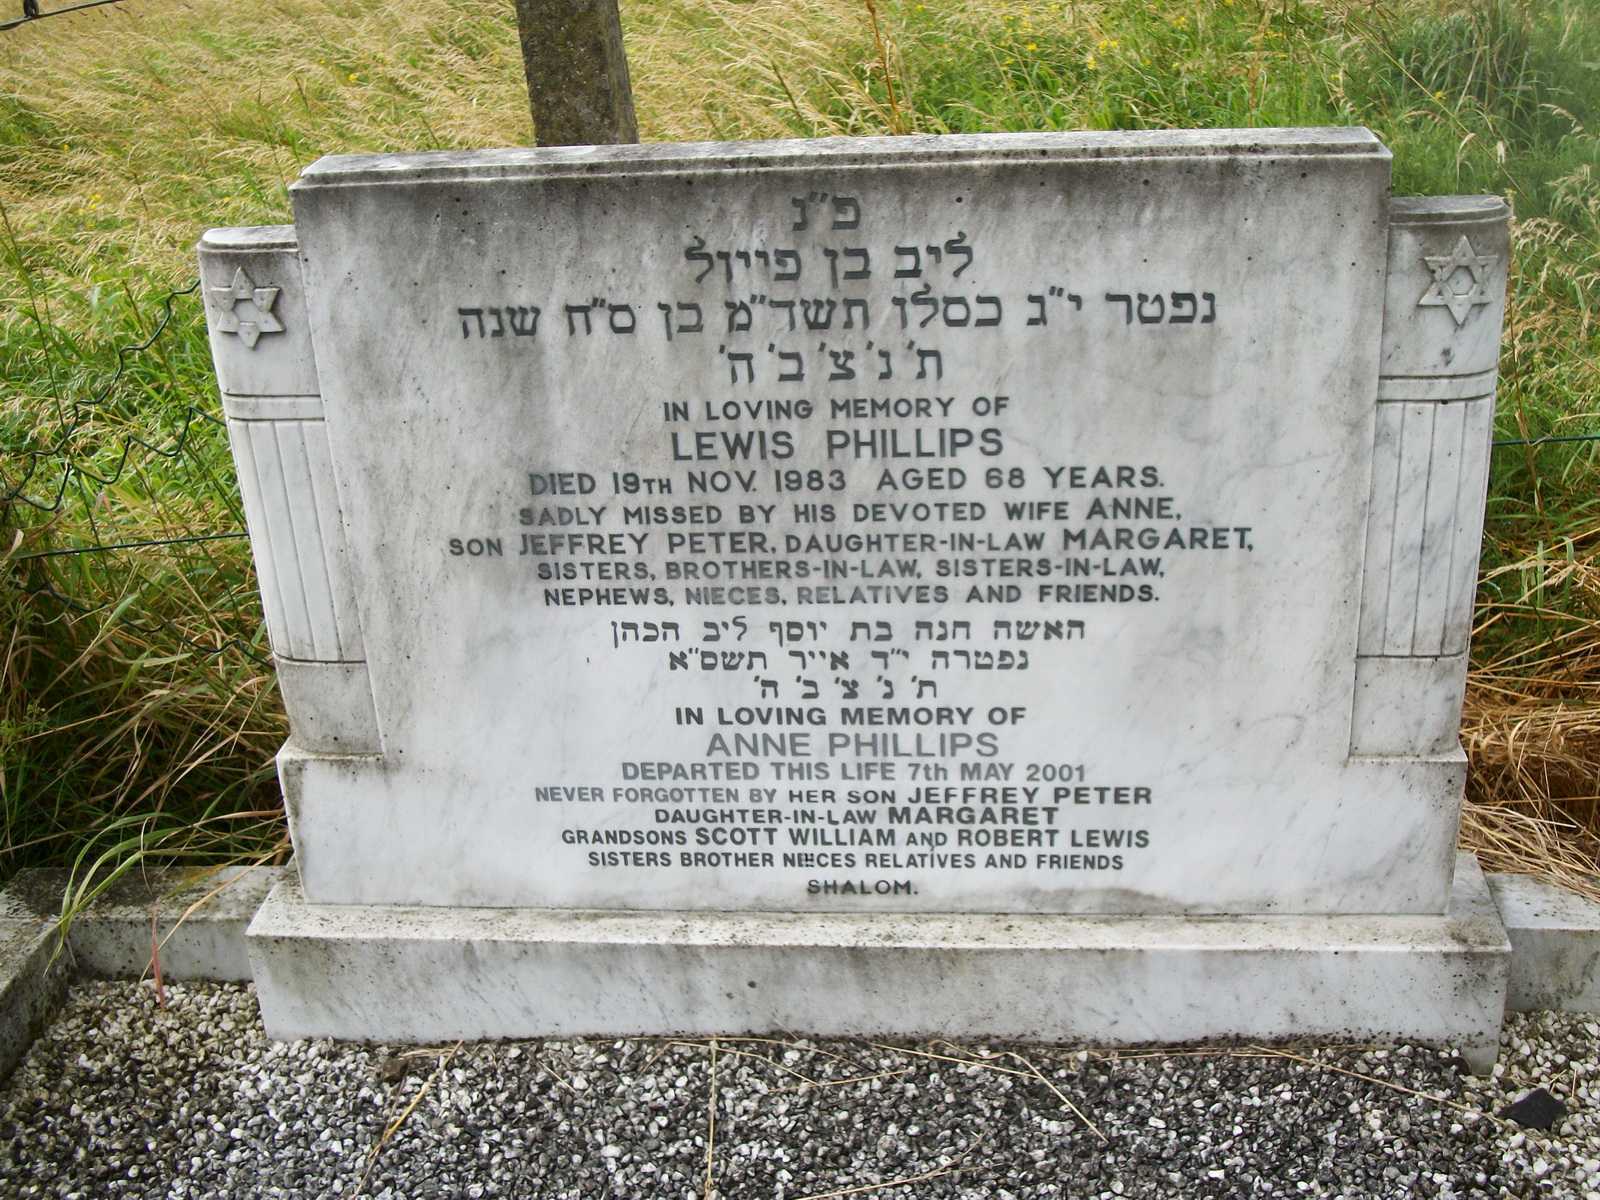 פ"נ
ליב בן פייול
נפטר י"ג כסלו תשד"מ בן ס"ח שנה
ת' נ' צ' ב' ה'
IN LOVING MEMORY OF
LEWIS PHILLIPS
DIED 19TH NOV. 1983 AGED 68 YEARS.
SADLY MISSED BY HIS DEVOTED WIFE ANNE,
SON JEFFREY PETER, DAUGHTER-IN-LAW MARGARET,
SISTERS, BROTHERS-IN-LAW, SISTERS-IN-LAW,
NEPHEWS, NIECES, RELATIVES AND FRIENDS.
האשה חנה בת יוסף ליב הכהן
נפטרה י"ד אייר תשס"א
ת' נ' צ' ב' ה'
IN LOVING MEMORY OF
ANNE PHILLIPS
DEPARTED THIS LIFE 7th MAY 2001
NEVER FORGOTTEN BY HER SON JEFFREY PETER
DAUGHTER-IN-LAW MARGARET
GRANDSONS SCOTT WILLIAM AND ROBERT LEWIS
SISTERS BROTHER NIECES RELATIVES AND FRIENDS
SHALOM.